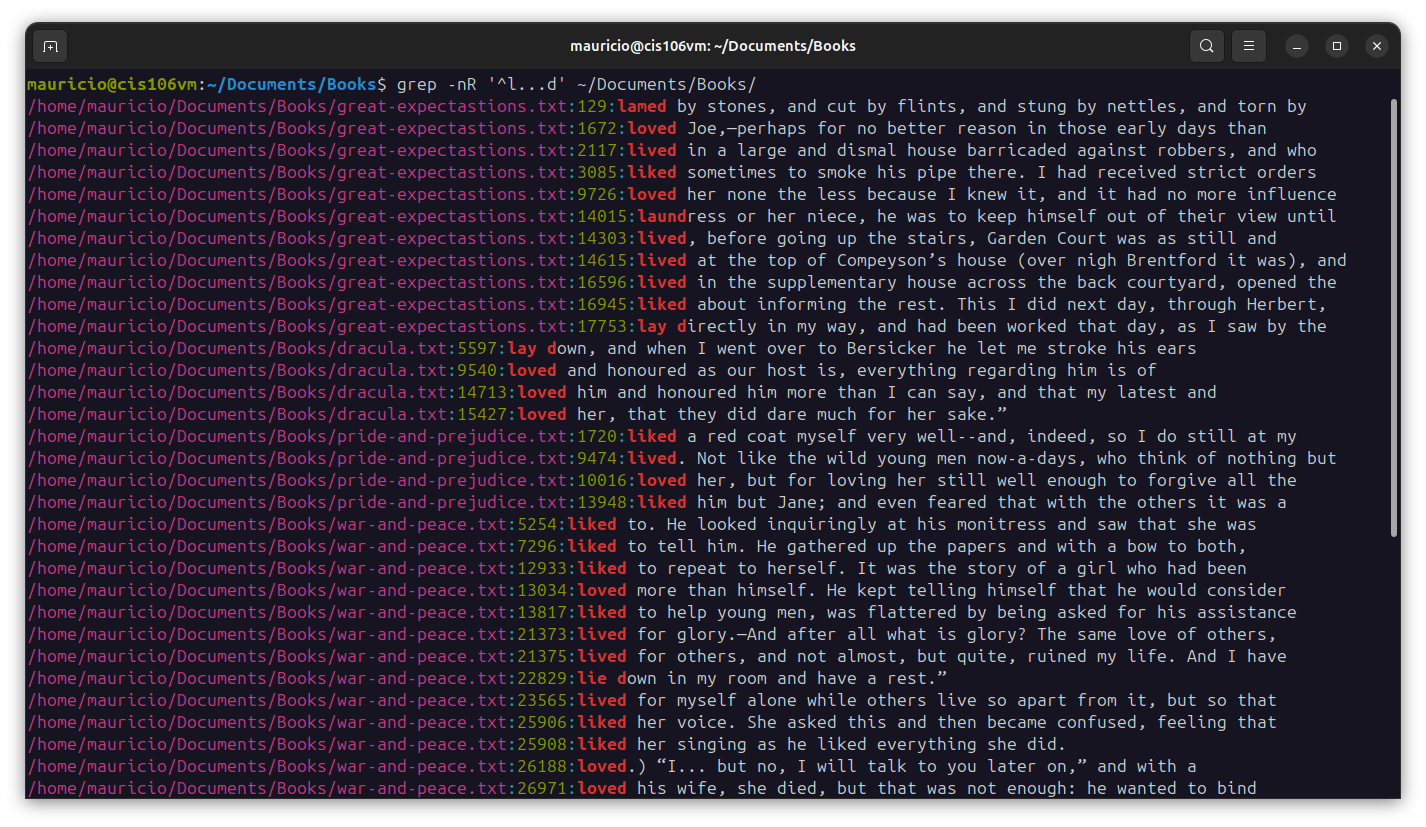 mauricio@cis106vm: ~/Documents/Books
mauricio@cis106vm:~/Documents/Books$ grep -nR '^l...d' ~/Documents/Books/
/home/mauricio/Documents/Books/great-expectastions.txt:129:lamed by stones, and cut by flints, and stung by nettles, and torn by
/home/mauricio/Documents/Books/great-expectastions.txt:1672:loved Joe,—perhaps for no better reason in those early days than
/home/mauricio/Documents/Books/great-expectastions.txt:2117:lived in a large and dismal house barricaded against robbers, and who
/home/mauricio/Documents/Books/great-expectastions.txt:3085:liked sometimes to smoke his pipe there. I had received strict orders
/home/mauricio/Documents/Books/great-expectastions.txt:9726:loved her none the less because I knew it, and it had no more influence
/home/mauricio/Documents/Books/great-expectastions.txt:14015:laundress or her niece, he was to keep himself out of their view until
/home/mauricio/Documents/Books/great-expectastions.txt:14303:lived, before going up the stairs, Garden Court was as still and
/home/mauricio/Documents/Books/great-expectastions.txt:14615:lived at the top of Compeyson’s house (over nigh Brentford it was), and
/home/mauricio/Documents/Books/great-expectastions.txt:16596:lived in the supplementary house across the back courtyard, opened the
/home/mauricio/Documents/Books/great-expectastions.txt:16945:liked about informing the rest. This I did next day, through Herbert,
/home/mauricio/Documents/Books/great-expectastions.txt:17753:lay directly in my way, and had been worked that day, as I saw by the
/home/mauricio/Documents/Books/dracula.txt:5597:lay down, and when I went over to Bersicker he let me stroke his ears
/home/mauricio/Documents/Books/dracula.txt:9540:loved and honoured as our host is, everything regarding him is of
/home/mauricio/Documents/Books/dracula.txt:14713:loved him and honoured him more than I can say, and that my latest and
/home/mauricio/Documents/Books/dracula.txt:15427:loved her, that they did dare much for her sake.”
/home/mauricio/Documents/Books/pride-and-prejudice.txt:1720:liked a red coat myself very well--and, indeed, so I do still at my
/home/mauricio/Documents/Books/pride-and-prejudice.txt:9474:lived. Not like the wild young men now-a-days, who think of nothing but
/home/mauricio/Documents/Books/pride-and-prejudice.txt:10016:loved her, but for loving her still well enough to forgive all the
/home/mauricio/Documents/Books/pride-and-prejudice.txt:13948:liked him but Jane; and even feared that with the others it was a
/home/mauricio/Documents/Books/war-and-peace.txt:5254:liked to. He looked inquiringly at his monitress and saw that she was
/home/mauricio/Documents/Books/war-and-peace.txt:7296:liked to tell him. He gathered up the papers and with a bow to both,
/home/mauricio/Documents/Books/war-and-peace.txt:12933:liked to repeat to herself. It was the story of a girl who had been
/home/mauricio/Documents/Books/war-and-peace.txt:13034:loved more than himself. He kept telling himself that he would consider
/home/mauricio/Documents/Books/war-and-peace.txt:13817:liked to help young men, was flattered by being asked for his assistance
/home/mauricio/Documents/Books/war-and-peace.txt:21373:lived for glory.—And after all what is glory? The same love of others,
/home/mauricio/Documents/Books/war-and-peace.txt:21375:lived for others, and not almost, but quite, ruined my life. And I have
/home/mauricio/Documents/Books/war-and-peace.txt:22829:lie down in my room and have a rest.”
/home/mauricio/Documents/Books/war-and-peace.txt:23565:lived for myself alone while others live so apart from it, but so that
/home/mauricio/Documents/Books/war-and-peace.txt:25906:liked her voice. She asked this and then became confused, feeling that
/home/mauricio/Documents/Books/war-and-peace.txt:25908:liked her singing as he liked everything she did.
/home/mauricio/Documents/Books/war-and-peace.txt:26188:loved.) “I... but no, I will talk to you later on,” and with a
/home/mauricio/Documents/Books/war-and-peace.txt:26971:loved his wife, she died, but that was not enough: he wanted to bind